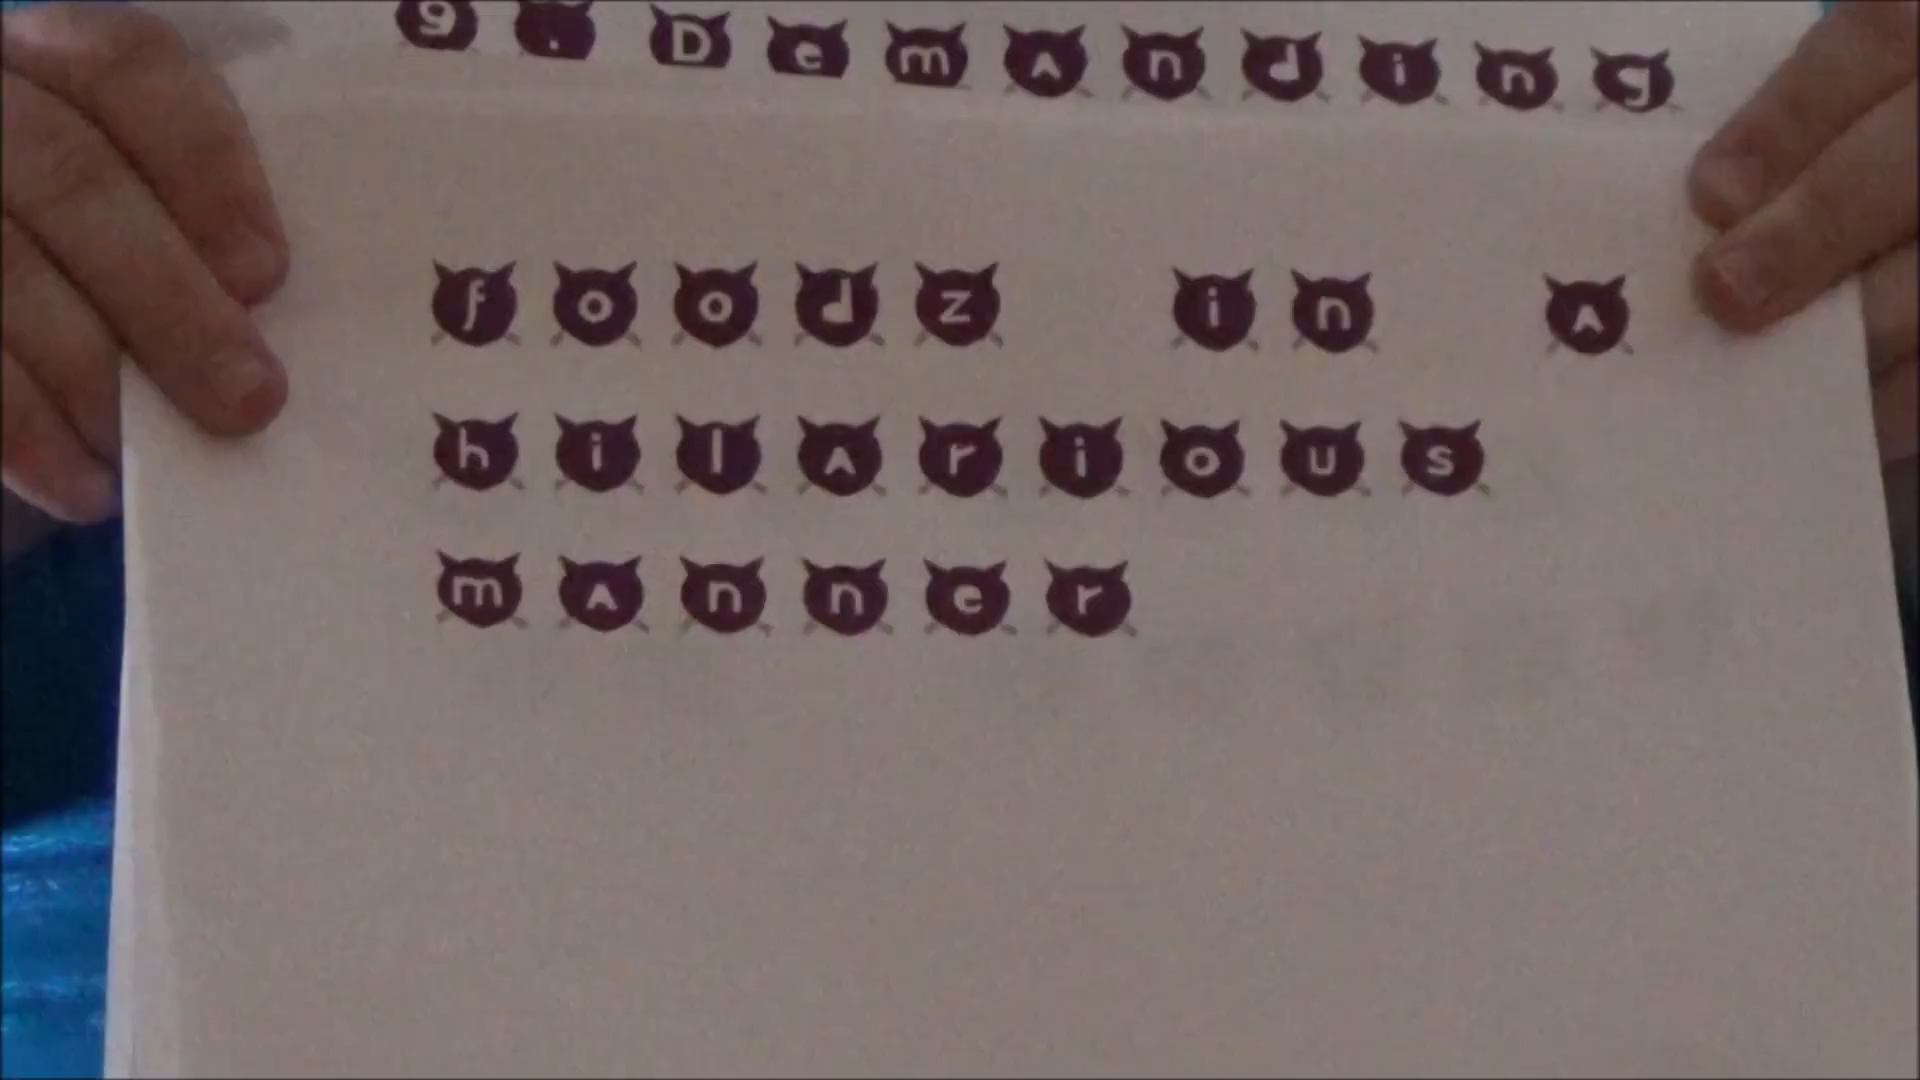 9. Demanding
foodz in a
hilarious
manner